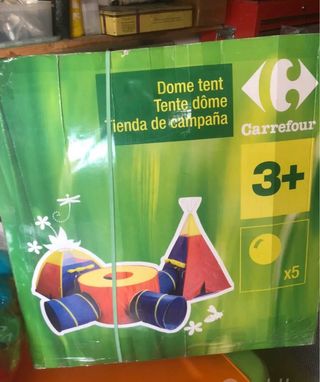 Dome tent
Tente dôme
Tienda de campaña
Carrefour
3+
x5